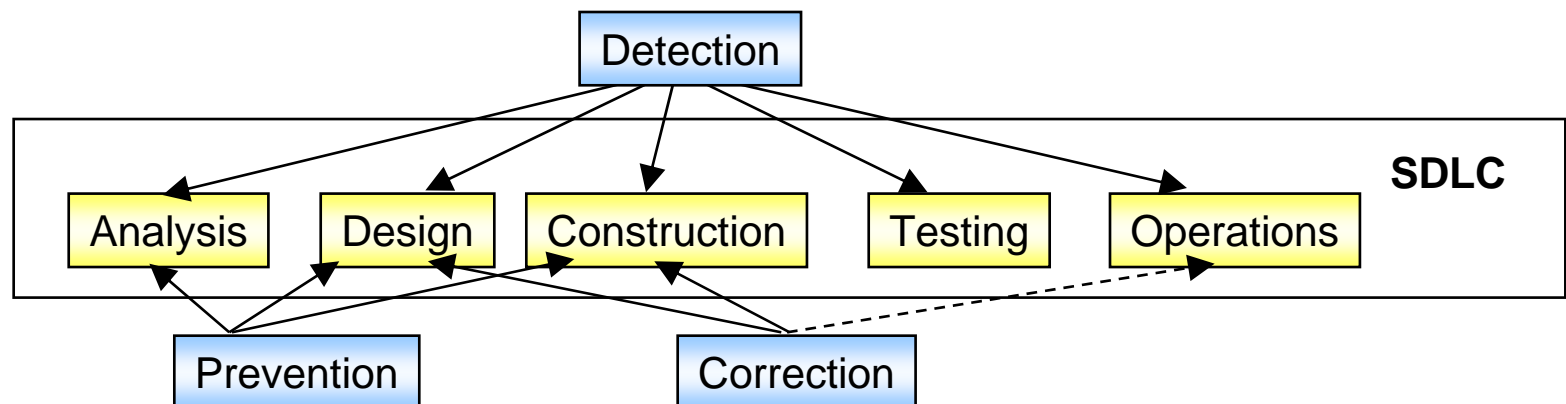 Detection
SDLC
Analysis
Design
Construction
Testing
Operations
Prevention
Correction